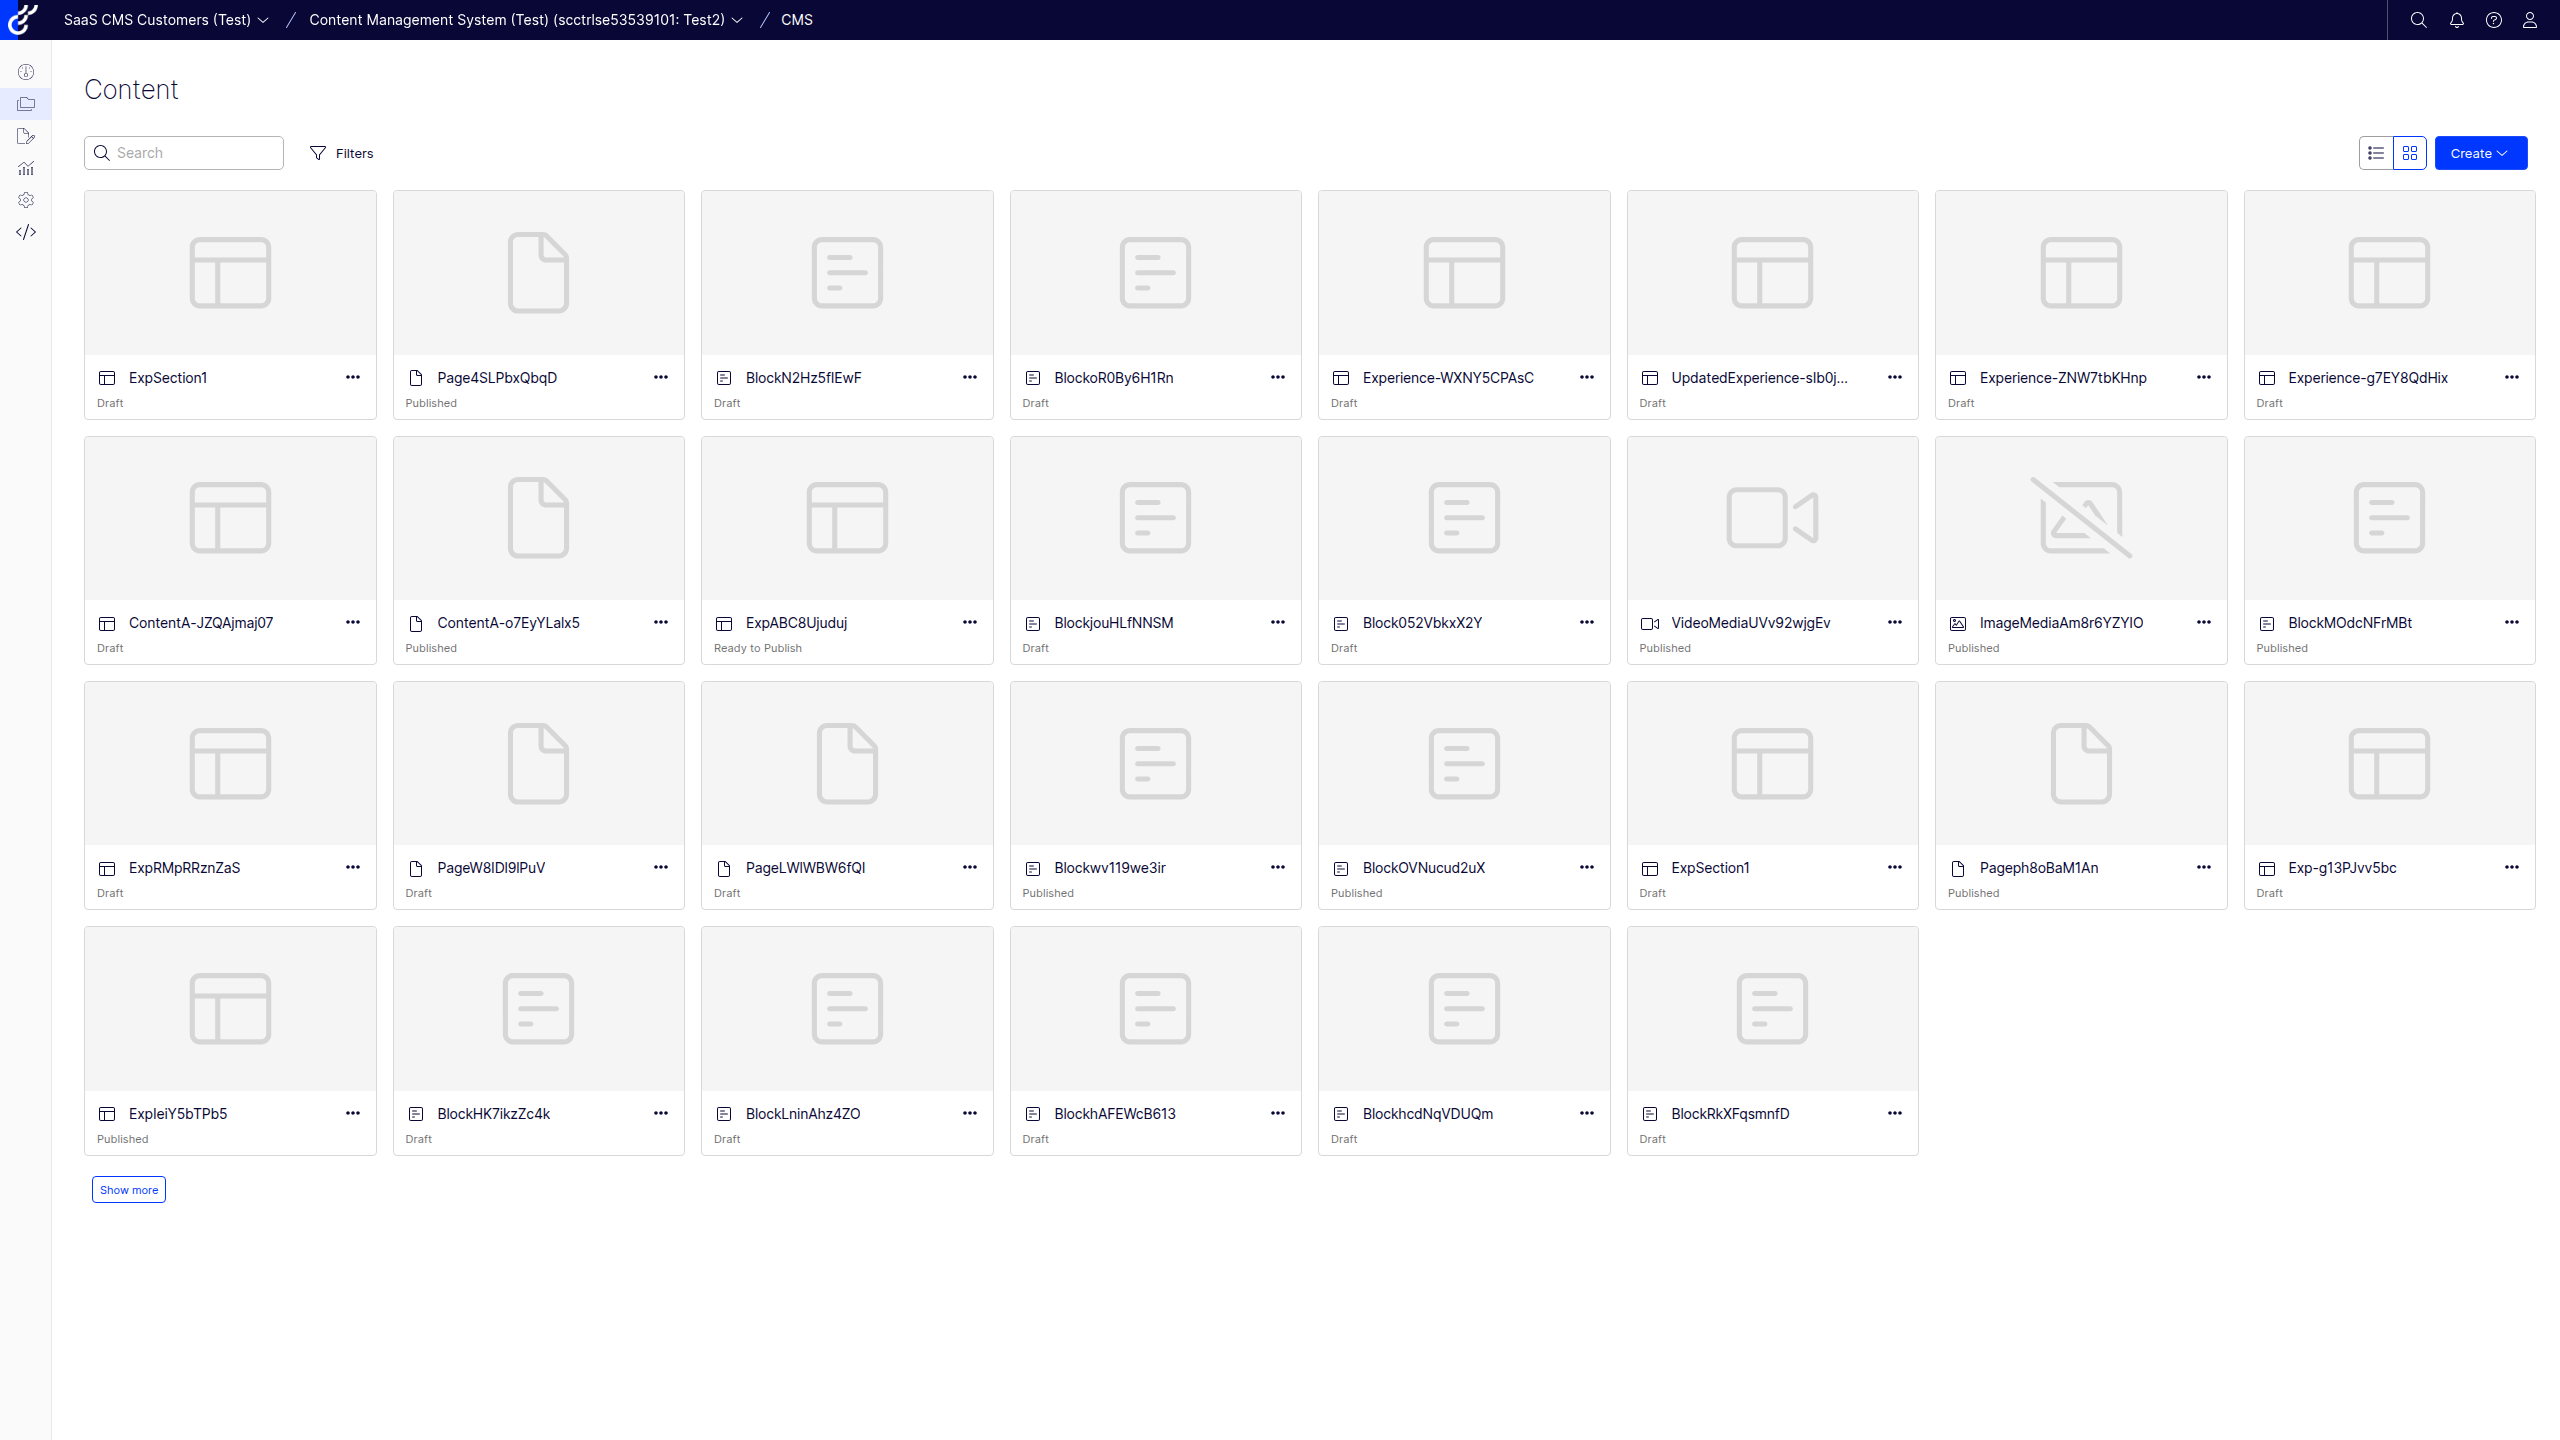 SaaS CMS Customers (Test) / Content Management System (Test) (scctrlse53539101: Test2) / CMS
Content
Search Filters Create
ExpSection1 Page4SLPbxQbqD BlockN2Hz5flEwF BlockoR0By6H1Rn Experience-WXNY5CPAsC UpdatedExperience-slb0j... Experience-ZNW7tbKHnp Experience-g7EY8QdHix
Draft Published Draft Draft Draft Draft Draft Draft
ContentA-JZQAjmaj07 ContentA-o7EyYLalx5 ExpABC8Ujuduj BlockjouHLfNNSM Block052VbkxX2Y VideoMediaUVv92wjgEv ImageMediaAm8r6YZYIO BlockMOdcNFrMBt
Draft Published Ready to Publish Draft Draft Published Published Published
ExpRMpRRznZaS PageW8IDI9lPuV PageLWlWBW6fQI Blockwv119we3ir BlockOVNucud2uX ExpSection1 Pageph8oBaM1An Exp-g13PJvv5bc
Draft Draft Draft Published Published Draft Published Draft
ExpIeiY5bTPb5 BlockHK7ikzZc4k BlockLninAhz4ZO BlockhAFEWcB613 BlockhcdNqVDUQm BlockRkXFqsmnfD
Published Draft Draft Draft Draft Draft
Show more